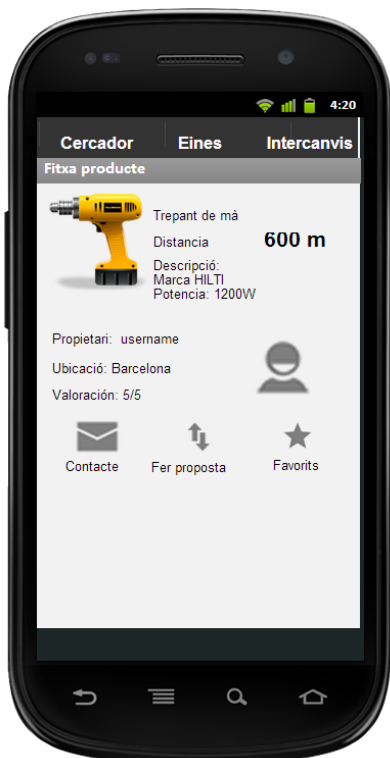 4:20
Cercador Eines Intercanvis
Fitxa producte
Trepant de mà
Distancia 600 m
Descripció:
Marca HILTI
Potencia: 1200W
Propietari: username
Ubicació: Barcelona
Valoración: 5/5
Contacte Fer proposta Favorits